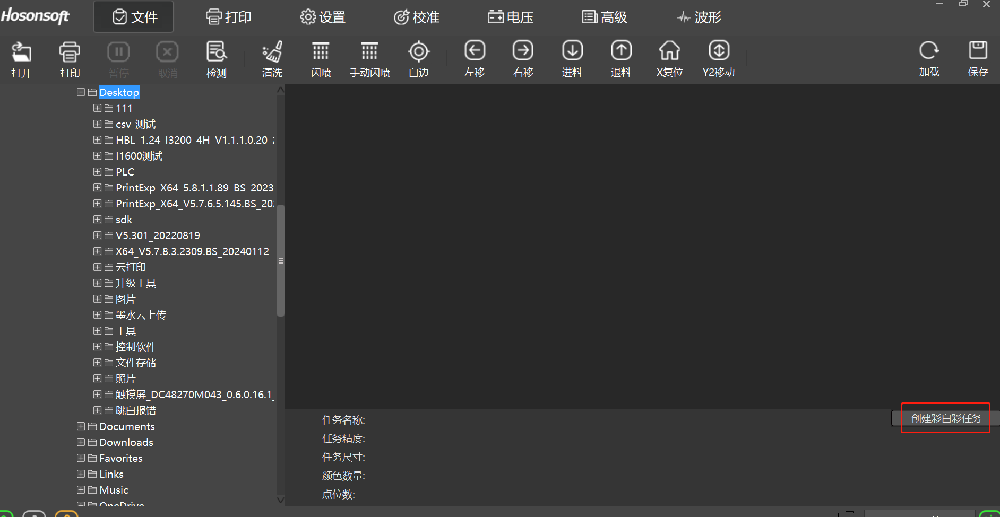 Hosonsoft
文件 打印 设置 校准 电压 高级 波形
打开 打印 暂停 取消 检测 清洗 闪喷 手动闪喷 白边 左移 右移 进料 退料 X复位 Y2移动 加载 保存
Desktop
111
csv-测试
HBL_1.24_I3200_4H_V1.1.1.0.20_
I1600测试
PLC
PrintExp_X64_5.8.1.1.89_BS_2023
PrintExp_X64_V5.7.6.5.145.BS_20
sdk
V5.301_20220819
X64_V5.7.8.3.2309.BS_20240112
云打印
升级工具
图片
墨水云上传
工具
控制软件
文件存储
照片
触摸屏_DC48270M043_0.6.0.16.1_
跳白报错
Documents
Downloads
Favorites
Links
Music
OneDrive
任务名称:
创建彩白彩任务
任务精度:
任务尺寸:
颜色数量:
点位数: